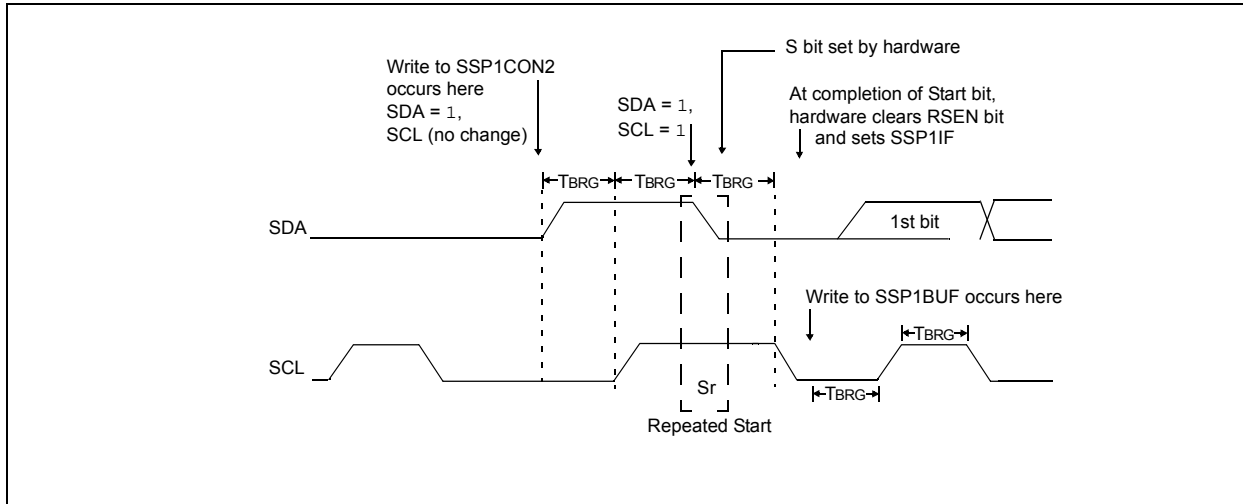 S bit set by hardware
Write to SSP1CON2
occurs here
SDA = 1,
SCL (no change)
SDA = 1,
SCL = 1
At completion of Start bit,
hardware clears RSEN bit
and sets SSP1IF
TBRG TBRG TBRG
SDA
1st bit
Write to SSP1BUF occurs here
TBRG
SCL
Sr
TBRG
Repeated Start